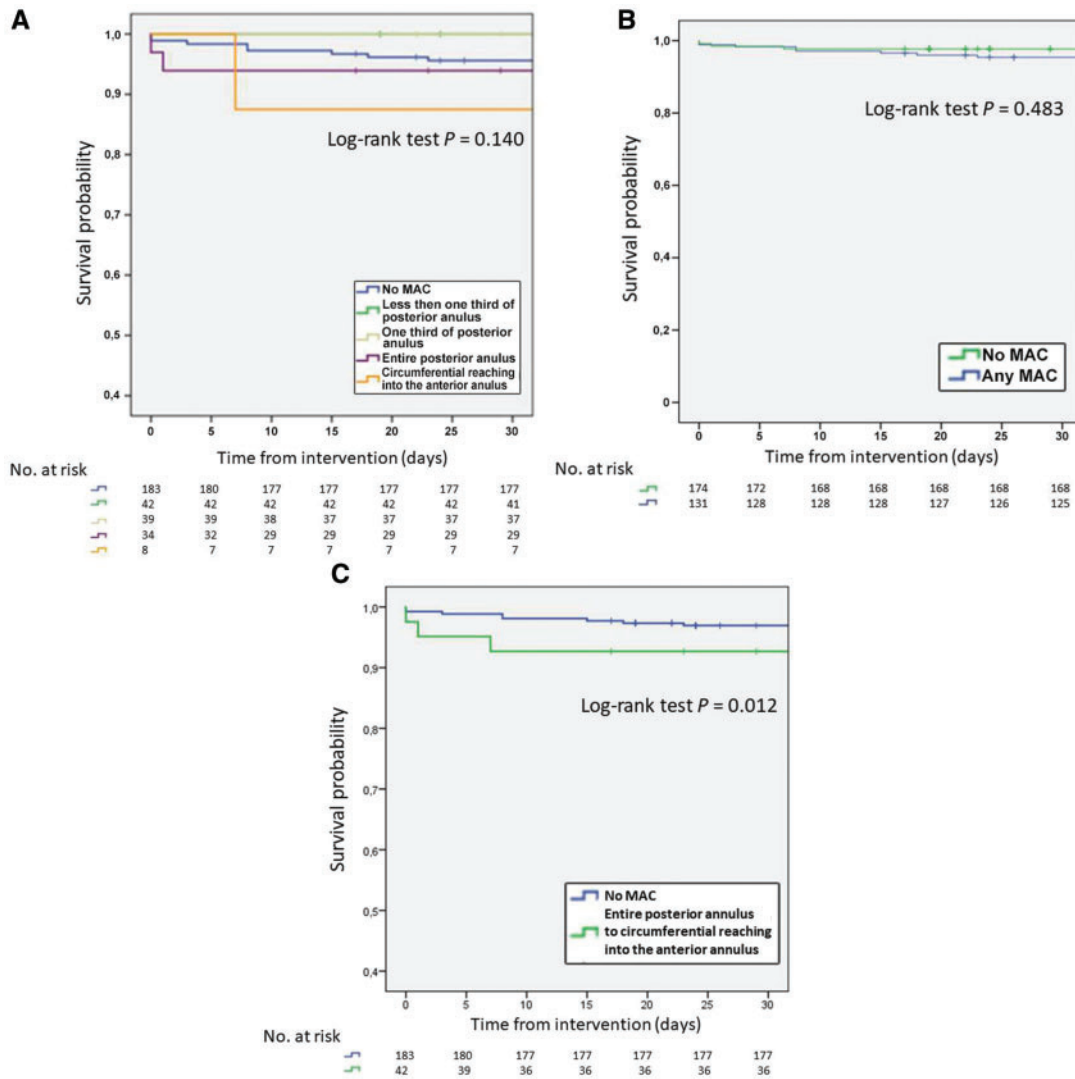 A
Survival probability
1,0
0,9
0,8
0,7
0,6
0,5
0,4
Log-rank test P = 0.140
No MAC
Less then one third of
posterior anulus
One third of posterior
anulus
Entire posterior anulus
Circumferential reaching
into the anterior anulus
0 5 10 15 20 25 30
Time from intervention (days)
No. at risk
183 180 177 177 177 177 177
42 42 42 42 42 42 41
39 39 38 37 37 37 37
34 32 29 29 29 29 29
8 7 7 7 7 7 7
B
Survival probability
1,0
0,8
0,6
0,4
0,2
0
Log-rank test P = 0.483
No MAC
Any MAC
0 5 10 15 20 25 30
Time from intervention (days)
No. at risk
174 172 168 168 168 168 168
131 128 128 128 127 126 125
C
Survival probability
1,0
0,9
0,8
0,7
0,6
0,5
0,4
Log-rank test P = 0.012
No MAC
Entire posterior annulus
to circumferential reaching
into the anterior annulus
0 5 10 15 20 25 30
Time from intervention (days)
No. at risk
183 180 177 177 177 177 177
42 39 36 36 36 36 36